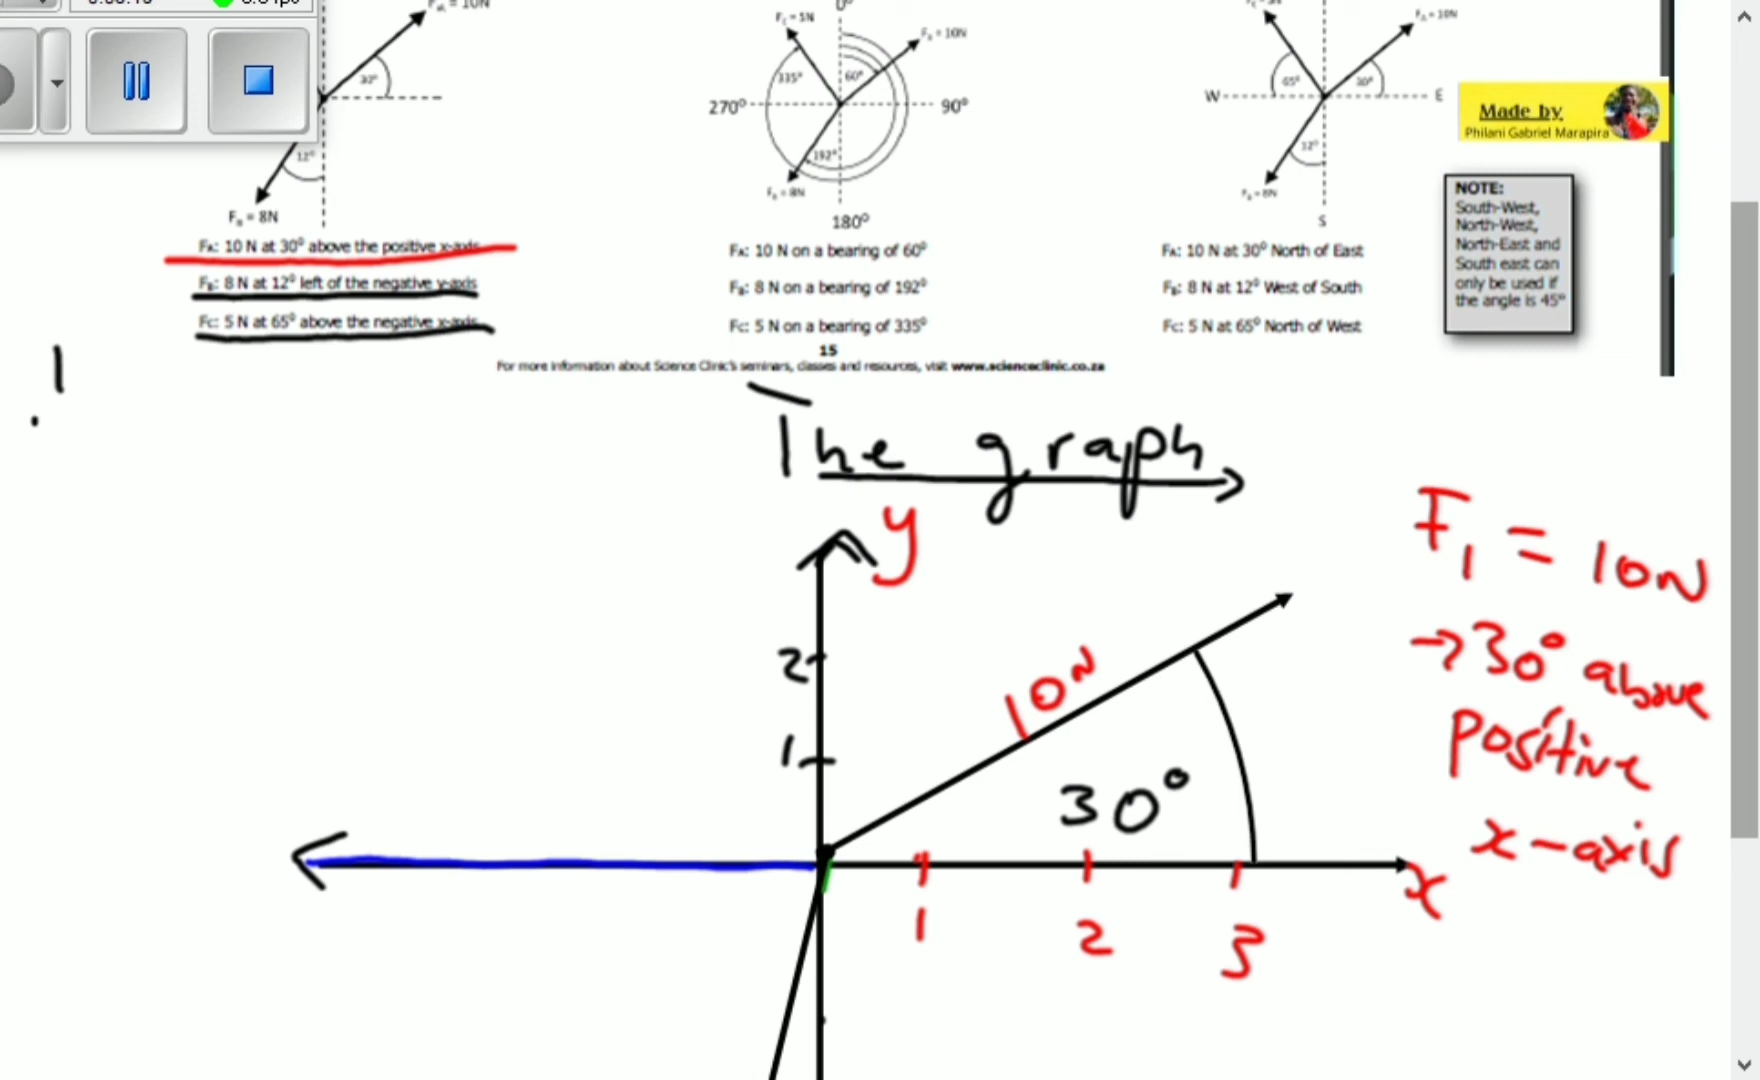 = 10N
30°
12°
F_B = 8N
F_A: 10 N at 30° above the positive x-axis
F_B: 8 N at 12° left of the negative y-axis
F_C: 5 N at 65° above the negative x-axis
0°
F_C = 5N
F_A = 10N
335°
60°
270°
90°
192°
F_B = 8N
180°
F_A: 10 N on a bearing of 60°
F_B: 8 N on a bearing of 192°
F_C: 5 N on a bearing of 335°
F_A = 10N
65°
30°
W
E
12°
F_B = 8N
S
F_A: 10 N at 30° North of East
F_B: 8 N at 12° West of South
F_C: 5 N at 65° North of West
Made by
Philani Gabriel Marapira
NOTE:
South-West,
North-West,
North-East and
South east can
only be used if
the angle is 45°
15
For more information about Science Clinic's seminars, classes and resources, visit www.scienceclinic.co.za
The graph
y
2
1
10N
30°
x
1 2 3
F₁ = 10N
→30° above
positive
x-axis